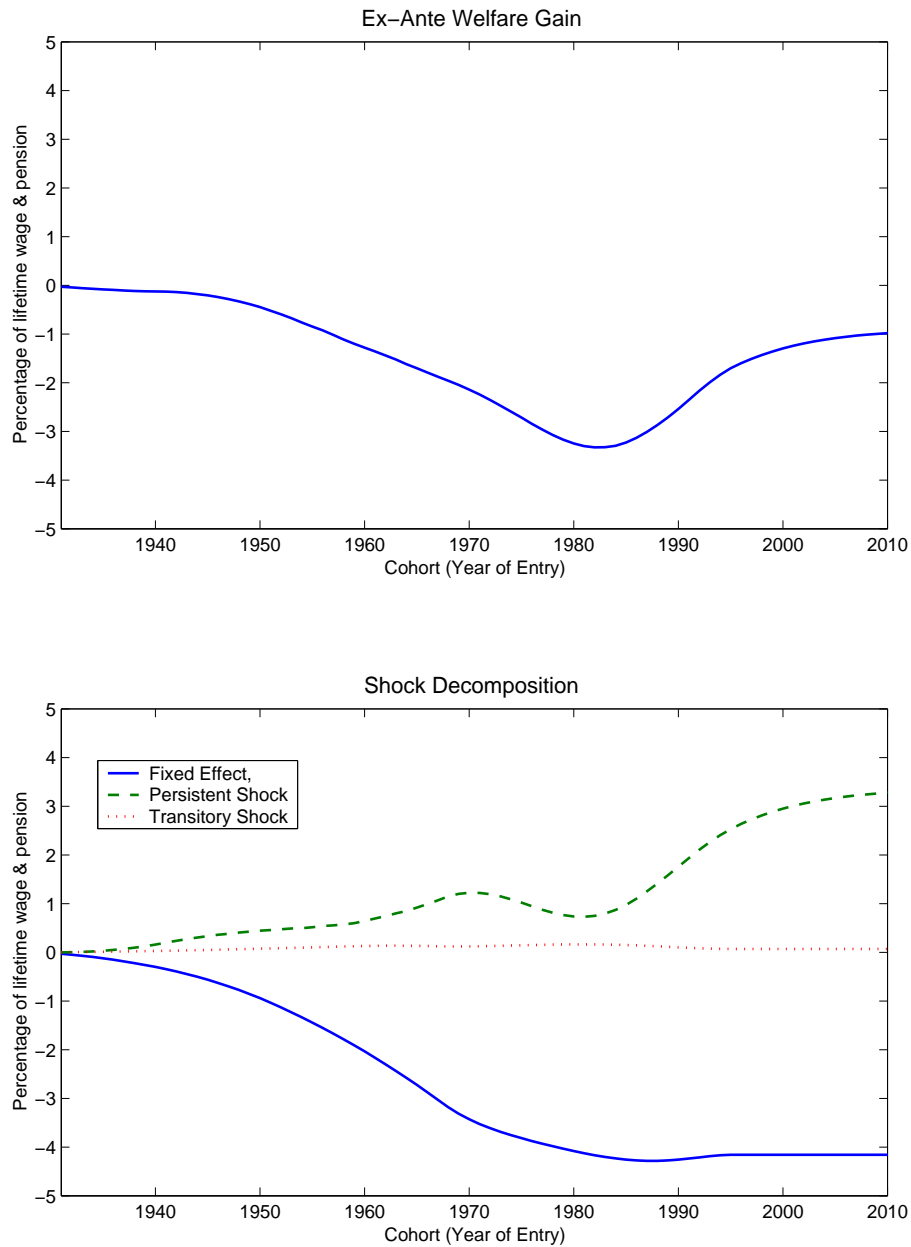 Ex−Ante Welfare Gain
5
4
3
2
1
0
−1
−2
−3
−4
−5
Percentage of lifetime wage & pension
1940 1950 1960 1970 1980 1990 2000 2010
Cohort (Year of Entry)
Shock Decomposition
5
4
3
2
1
0
−1
−2
−3
−4
−5
Percentage of lifetime wage & pension
Fixed Effect,
Persistent Shock
Transitory Shock
1940 1950 1960 1970 1980 1990 2000 2010
Cohort (Year of Entry)